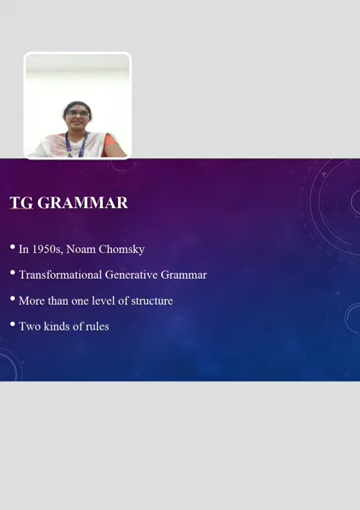 TG GRAMMAR
• In 1950s, Noam Chomsky
• Transformational Generative Grammar
• More than one level of structure
• Two kinds of rules